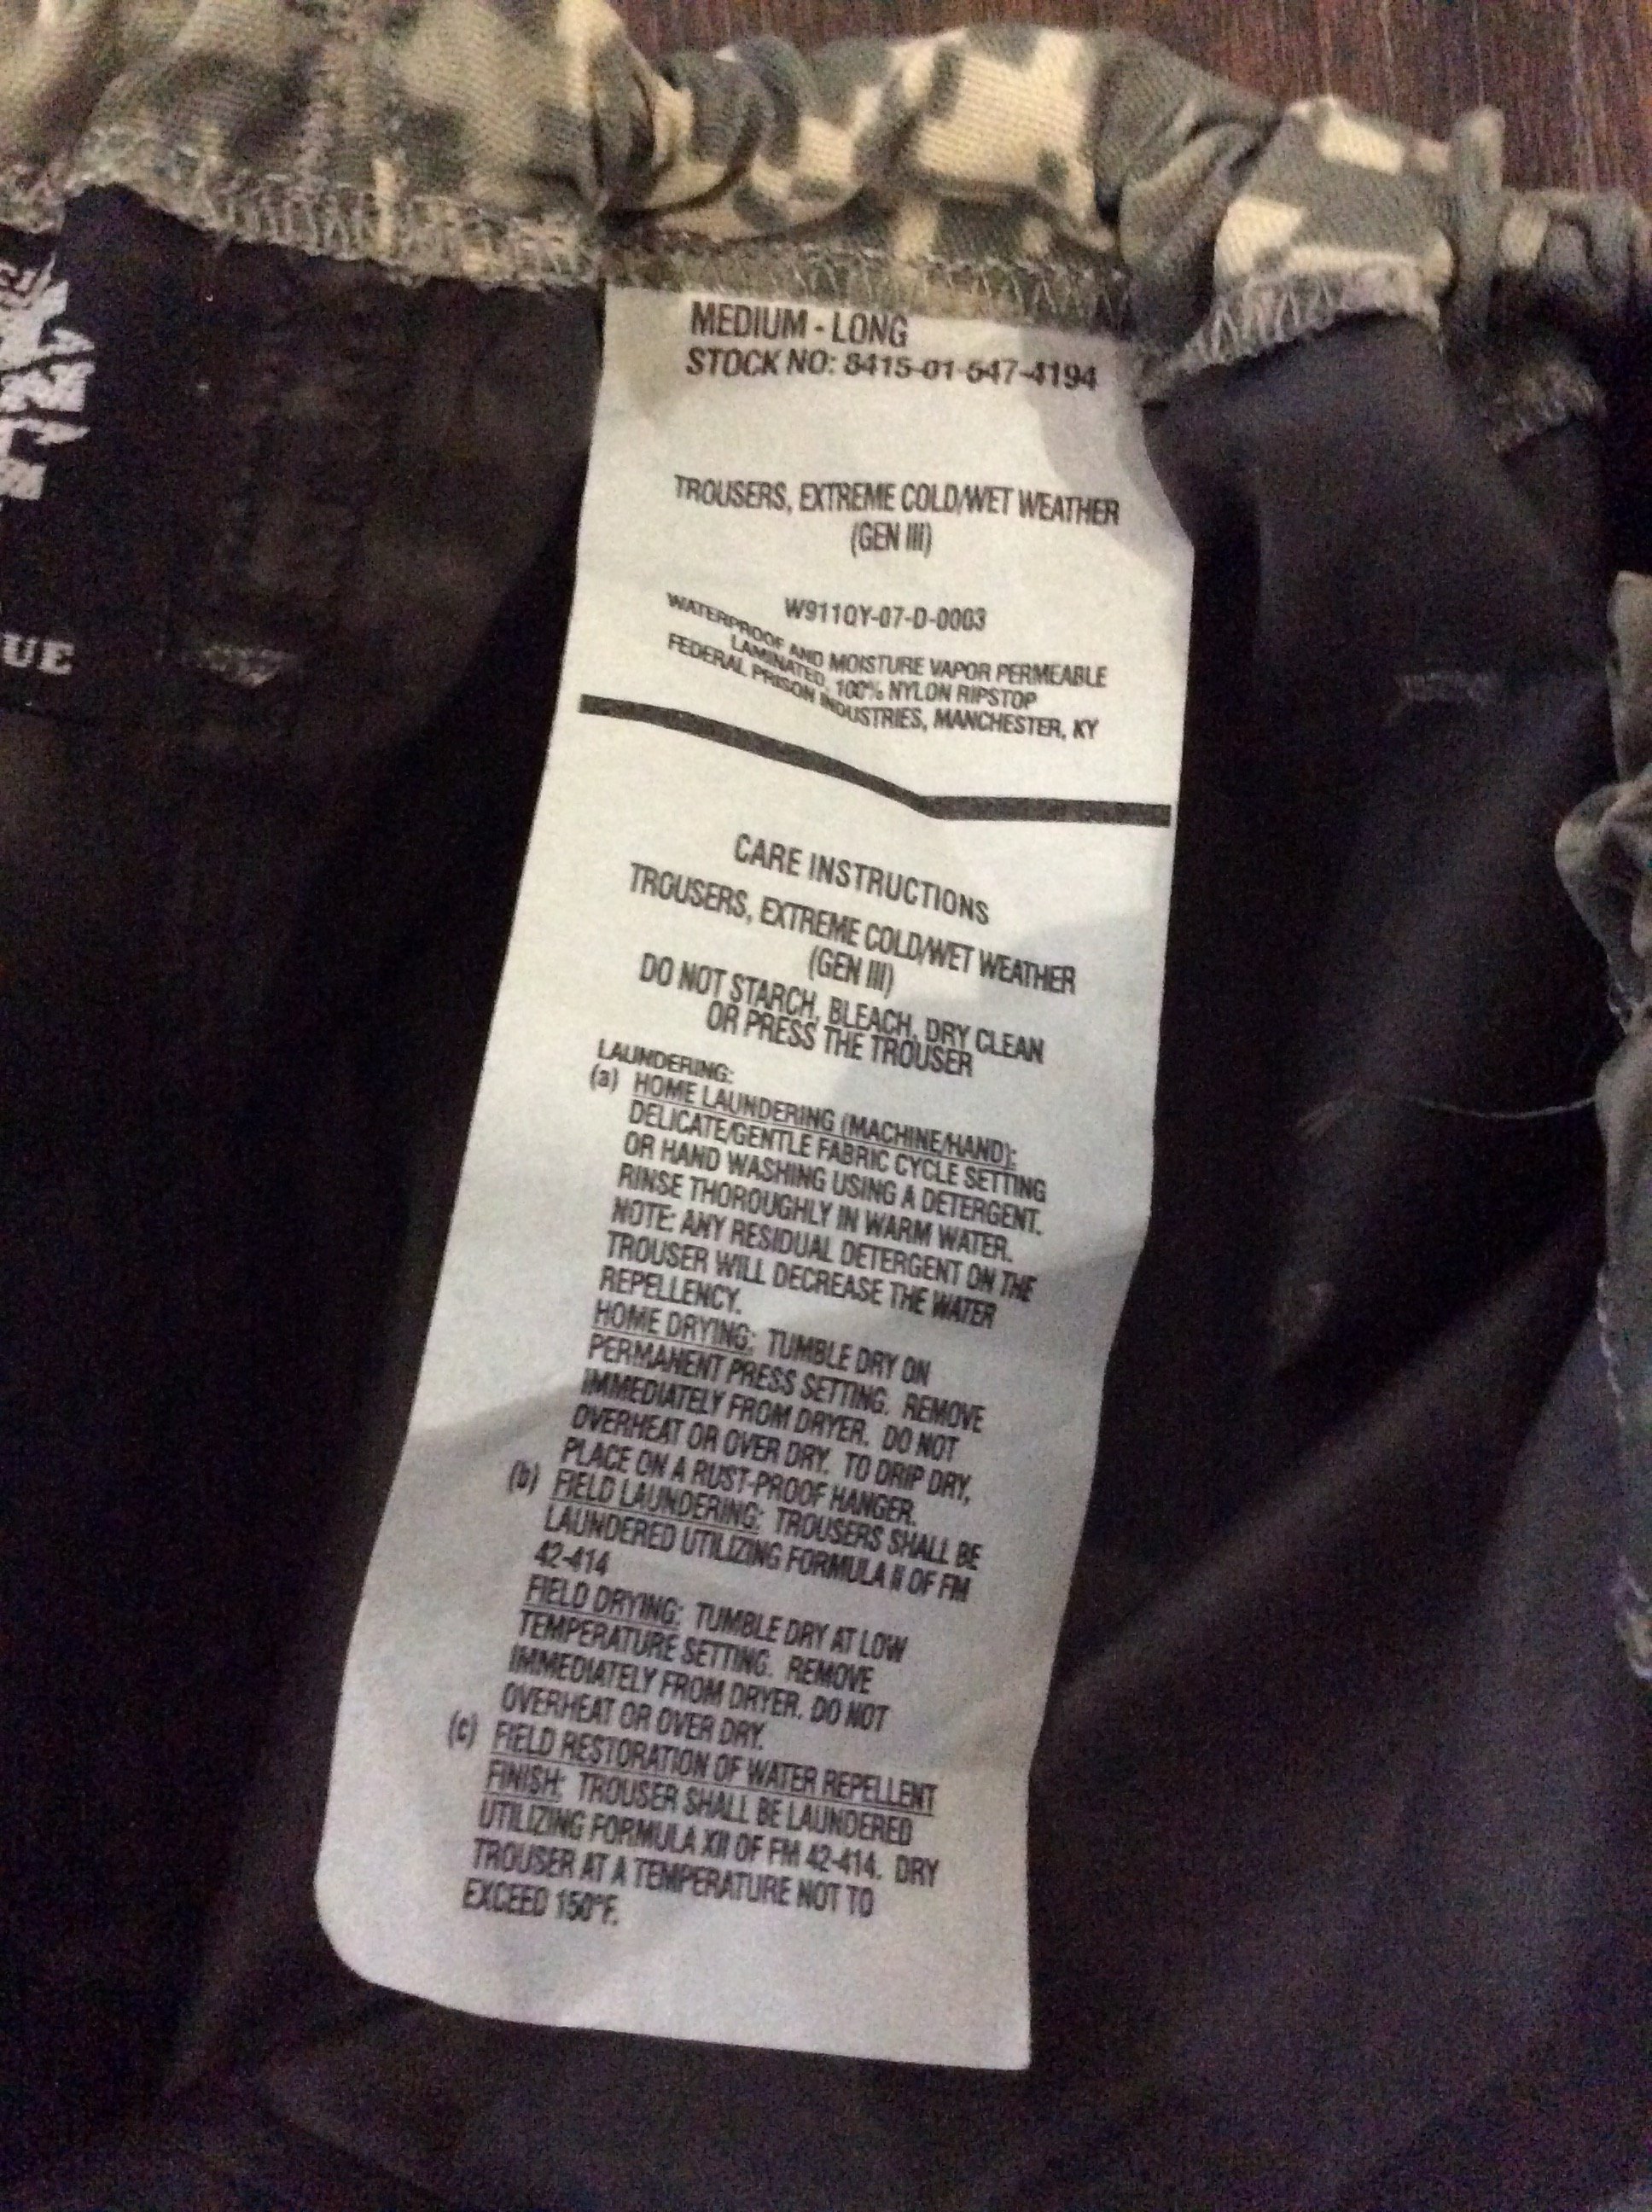 UE
MEDIUM - LONG
STOCK NO: 8415-01-547-4194
TROUSERS, EXTREME COLD/WET WEATHER
(GEN III)
W911QY-07-D-0003
WATERPROOF AND MOISTURE VAPOR PERMEABLE
LAMINATED, 100% NYLON RIPSTOP
FEDERAL PRISON INDUSTRIES, MANCHESTER, KY
CARE INSTRUCTIONS
TROUSERS, EXTREME COLD/WET WEATHER
(GEN III)
DO NOT STARCH, BLEACH, DRY CLEAN
OR PRESS THE TROUSER
LAUNDERING:
(a) HOME LAUNDERING (MACHINE/HAND):
DELICATE/GENTLE FABRIC CYCLE SETTING
OR HAND WASHING USING A DETERGENT.
RINSE THOROUGHLY IN WARM WATER.
NOTE: ANY RESIDUAL DETERGENT ON THE
TROUSER WILL DECREASE THE WATER
REPELLENCY.
HOME DRYING: TUMBLE DRY ON
PERMANENT PRESS SETTING. REMOVE
IMMEDIATELY FROM DRYER. DO NOT
OVERHEAT OR OVER DRY. TO DRIP DRY,
PLACE ON A RUST-PROOF HANGER.
(b) FIELD LAUNDERING: TROUSERS SHALL BE
LAUNDERED UTILIZING FORMULA II OF FM
42-414
FIELD DRYING: TUMBLE DRY AT LOW
TEMPERATURE SETTING. REMOVE
IMMEDIATELY FROM DRYER. DO NOT
OVERHEAT OR OVER DRY.
(c) FIELD RESTORATION OF WATER REPELLENT
FINISH: TROUSER SHALL BE LAUNDERED
UTILIZING FORMULA XII OF FM 42-414. DRY
TROUSER AT A TEMPERATURE NOT TO
EXCEED 150°F.